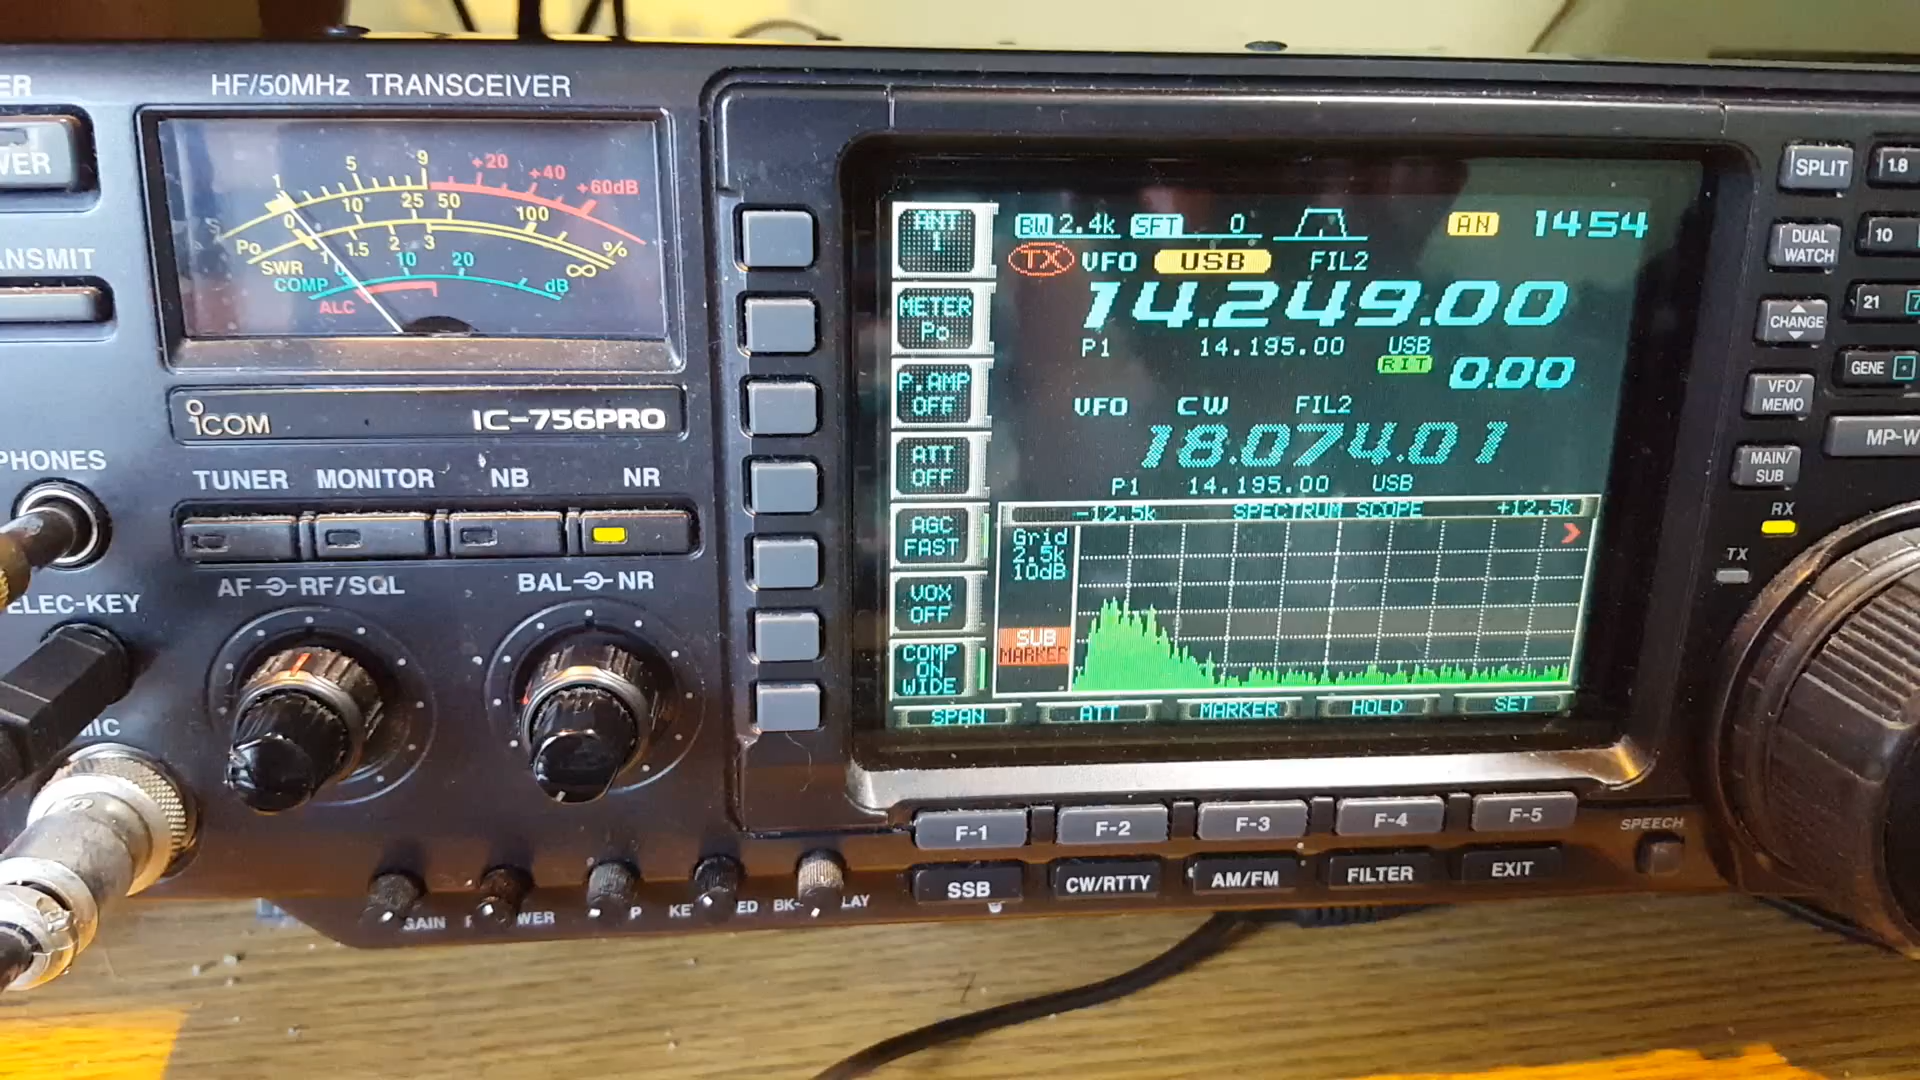 HF/50MHz TRANSCEIVER
S 1 5 9 +20 +40 +60dB
Po 0 10 25 50 100 %
SWR 1 1.5 2 3 ∞
COMP 0 10 20 dB
ALC
ICOM IC-756PRO
TUNER MONITOR NB NR
AF RF/SQL BAL NR
PHONES
ELEC-KEY
MIC
ANT
1
METER
Po
P.AMP
OFF
ATT
OFF
AGC
FAST
VOX
OFF
COMP
ON
WIDE
BW 2.4k SFT 0 AN 1454
TX VFO USB FIL2
14.249.00
P1 14.195.00 USB
RIT 0.00
VFO CW FIL2
18.074.01
P1 14.195.00 USB
-12.5k SPECTRUM SCOPE +12.5k
Grid
2.5k
10dB
SUB
MARKER
SPAN ATT MARKER HOLD SET
F-1 F-2 F-3 F-4 F-5
SSB CW/RTTY AM/FM FILTER EXIT
SPEECH
SPLIT 1.8
DUAL
WATCH
10
CHANGE
21
GENE
VFO/
MEMO
MP-W
MAIN/
SUB
RX
TX